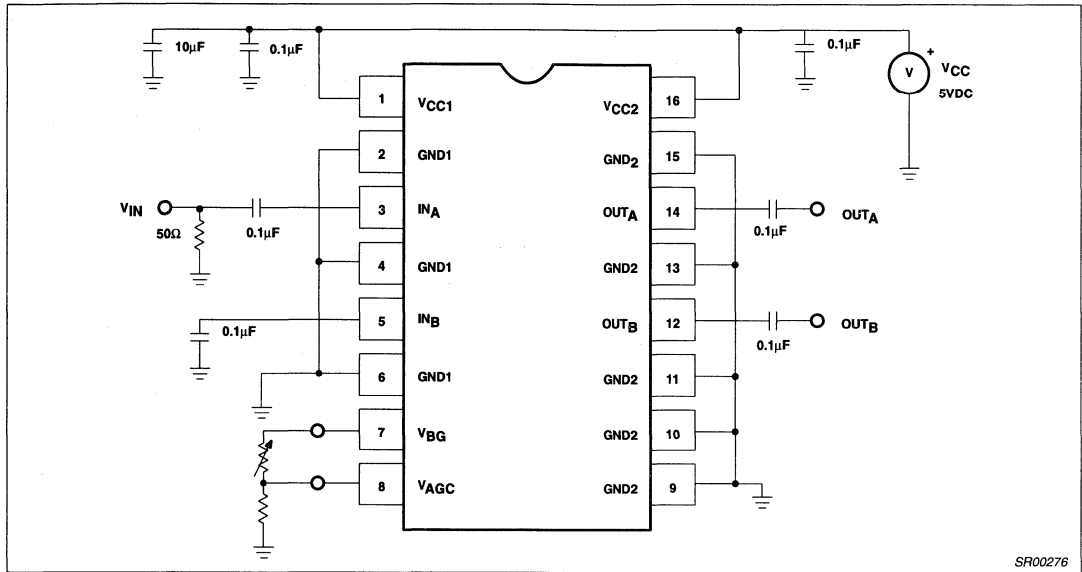 10μF
0.1μF
0.1μF
+
V
VCC
5VDC
1 VCC1
VCC2 16
2 GND1
GND2 15
VIN
50Ω
0.1μF
3 INA
OUTA 14
0.1μF
OUTA
4 GND1
GND2 13
0.1μF
5 INB
OUTB 12
0.1μF
OUTB
6 GND1
GND2 11
7 VBG
GND2 10
8 VAGC
GND2 9
SR00276